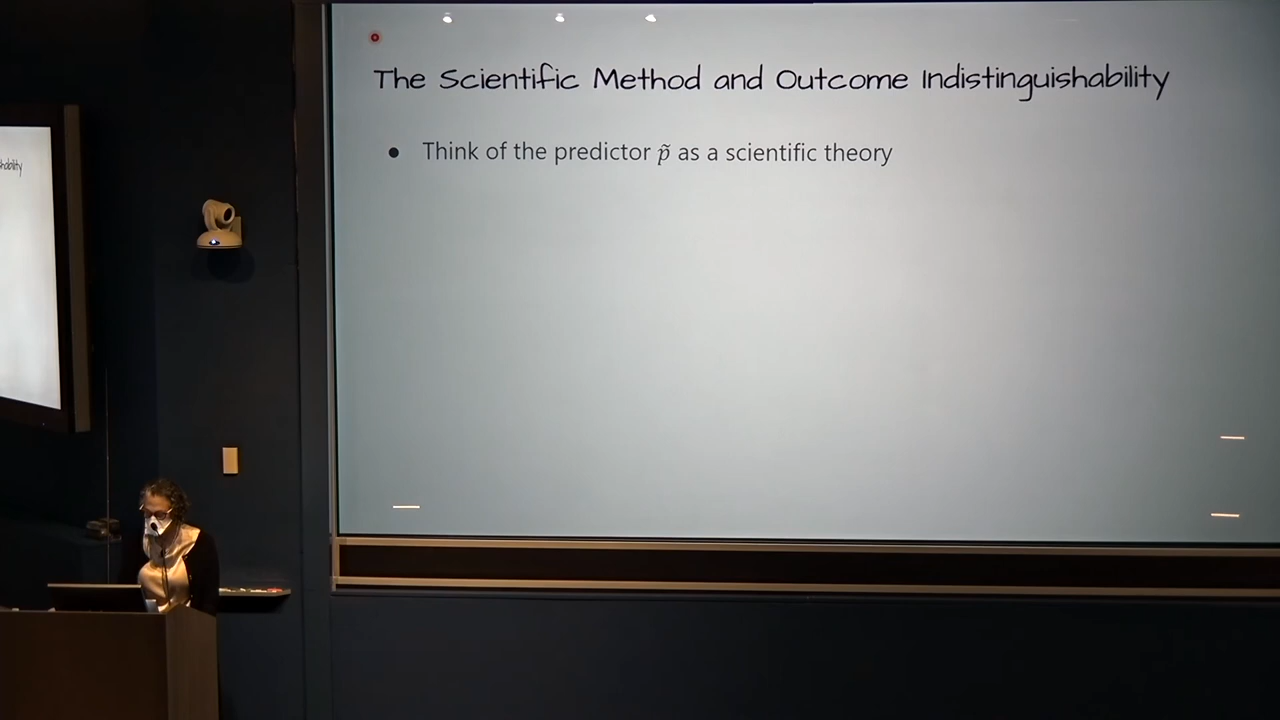 The Scientific Method and Outcome Indistinguishability
● Think of the predictor p̃ as a scientific theory